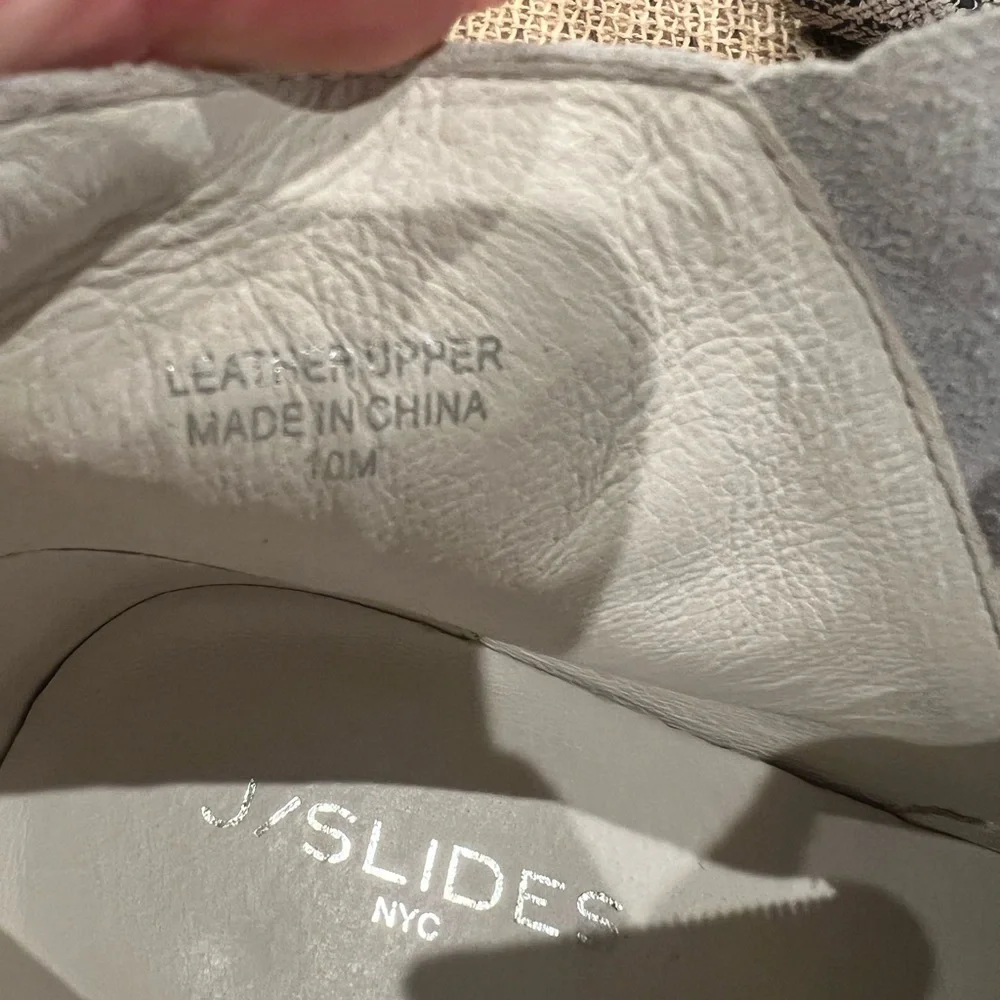 LEATHER UPPER
MADE IN CHINA
10M
J/SLIDES
NYC